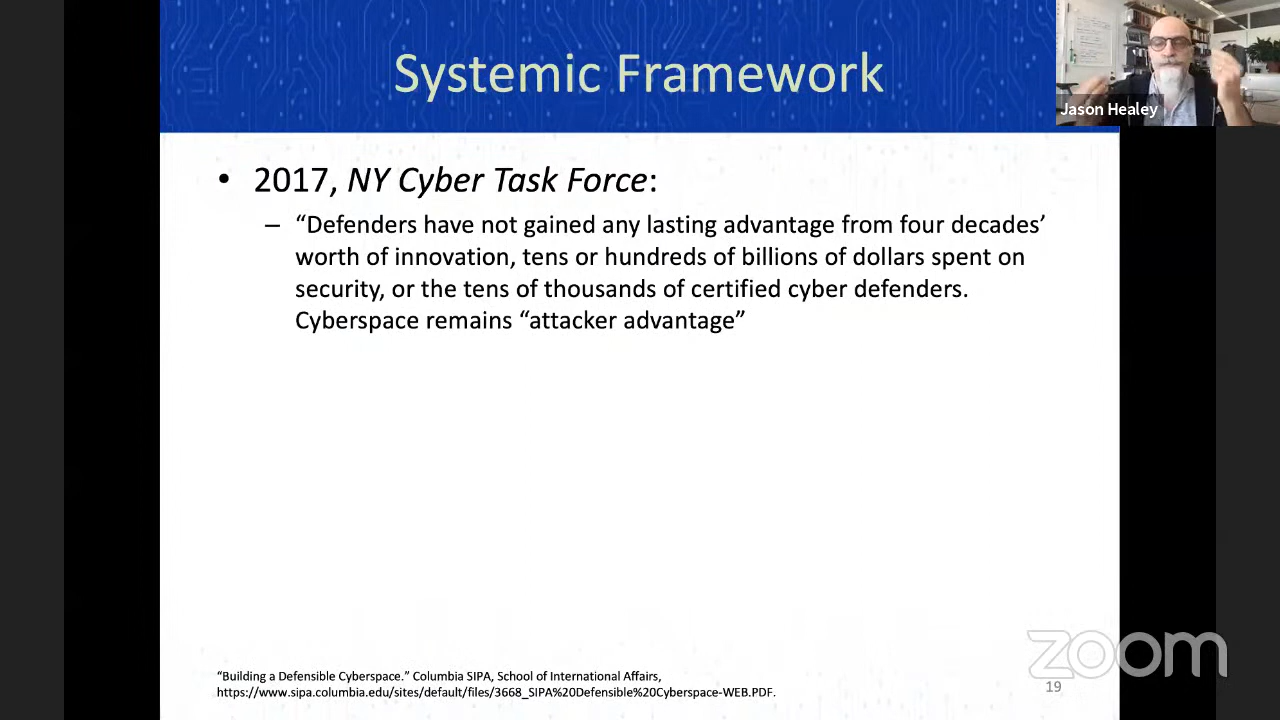 Systemic Framework
Jason Healey
• 2017, NY Cyber Task Force:
– “Defenders have not gained any lasting advantage from four decades’
worth of innovation, tens or hundreds of billions of dollars spent on
security, or the tens of thousands of certified cyber defenders.
Cyberspace remains “attacker advantage”
“Building a Defensible Cyberspace.” Columbia SIPA, School of International Affairs,
https://www.sipa.columbia.edu/sites/default/files/3668_SIPA%20Defensible%20Cyberspace-WEB.PDF.
zoom
19